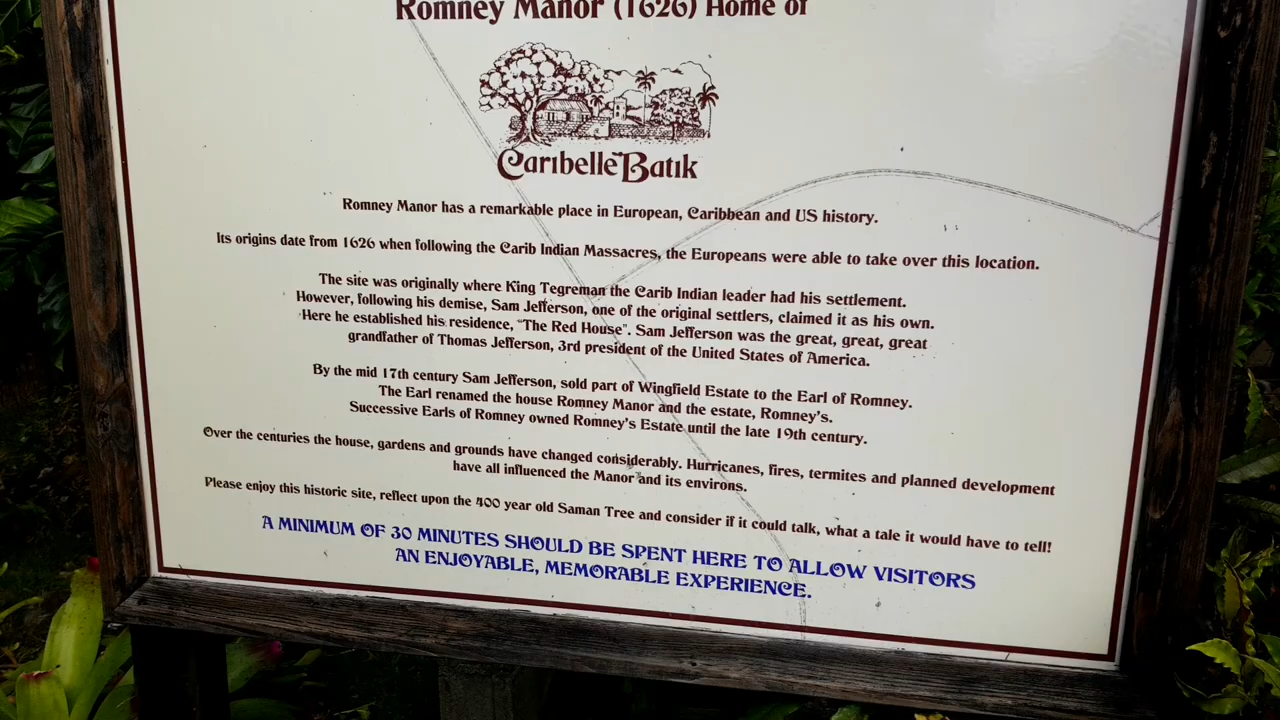 Romney Manor (1626) Home of
Caribelle Batik
Romney Manor has a remarkable place in European, Caribbean and US history.
Its origins date from 1626 when following the Carib Indian Massacres, the Europeans were able to take over this location.
The site was originally where King Tegreman the Carib Indian leader had his settlement.
However, following his demise, Sam Jefferson, one of the original settlers, claimed it as his own.
Here he established his residence, "The Red House". Sam Jefferson was the great, great, great
grandfather of Thomas Jefferson, 3rd president of the United States of America.
By the mid 17th century Sam Jefferson, sold part of Wingfield Estate to the Earl of Romney.
The Earl renamed the house Romney Manor and the estate, Romney's.
Successive Earls of Romney owned Romney's Estate until the late 19th century.
Over the centuries the house, gardens and grounds have changed considerably. Hurricanes, fires, termites and planned development
have all influenced the Manor and its environs.
Please enjoy this historic site, reflect upon the 400 year old Saman Tree and consider if it could talk, what a tale it would have to tell!
A MINIMUM OF 30 MINUTES SHOULD BE SPENT HERE TO ALLOW VISITORS
AN ENJOYABLE, MEMORABLE EXPERIENCE.